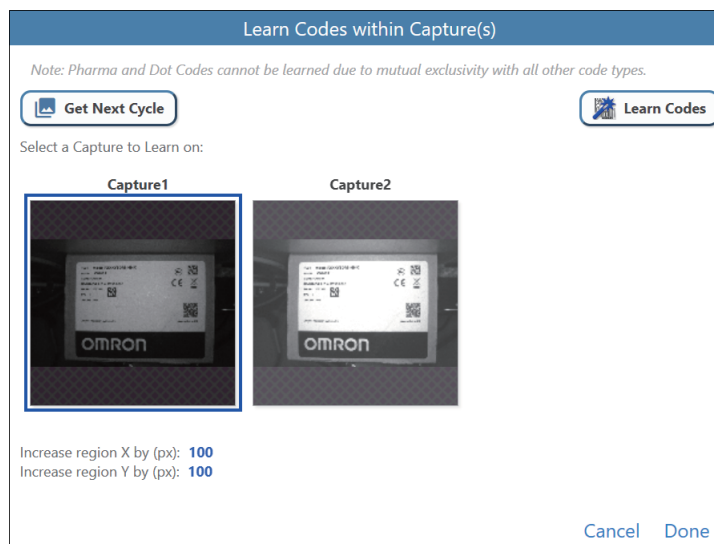 Learn Codes within Capture(s)
Note: Pharma and Dot Codes cannot be learned due to mutual exclusivity with all other code types.
Get Next Cycle
Learn Codes
Select a Capture to Learn on:
Capture1
Capture2
CE
CE
OMRON
OMRON
Increase region X by (px): 100
Increase region Y by (px): 100
Cancel
Done